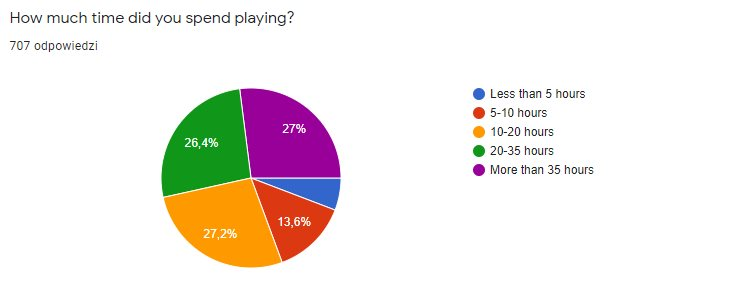 How much time did you spend playing?
707 odpowiedzi
27%
26,4%
13,6%
27,2%
Less than 5 hours
5-10 hours
10-20 hours
20-35 hours
More than 35 hours